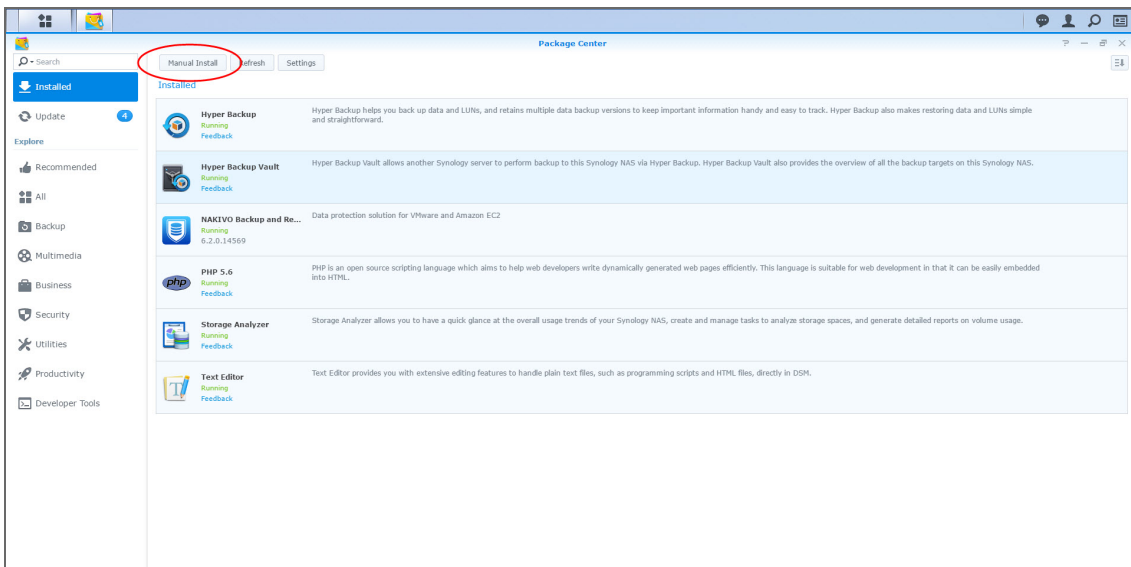 Package Center
Search
Manual Install Refresh Settings
Installed
Installed
Update 4
Explore
Recommended
All
Backup
Multimedia
Business
Security
Utilities
Productivity
Developer Tools
Hyper Backup
Running
Feedback
Hyper Backup helps you back up data and LUNs, and retains multiple data backup versions to keep important information handy and easy to track. Hyper Backup also makes restoring data and LUNs simple
and straightforward.
Hyper Backup Vault
Running
Feedback
Hyper Backup Vault allows another Synology server to perform backup to this Synology NAS via Hyper Backup. Hyper Backup Vault also provides the overview of all the backup targets on this Synology NAS.
NAKIVO Backup and Re...
Running
6.2.0.14569
Data protection solution for VMware and Amazon EC2
php
PHP 5.6
Running
Feedback
PHP is an open source scripting language which aims to help web developers write dynamically generated web pages efficiently. This language is suitable for web development in that it can be easily embedded
into HTML.
Storage Analyzer
Running
Feedback
Storage Analyzer allows you to have a quick glance at the overall usage trends of your Synology NAS, create and manage tasks to analyze storage spaces, and generate detailed reports on volume usage.
T
Text Editor
Running
Feedback
Text Editor provides you with extensive editing features to handle plain text files, such as programming scripts and HTML files, directly in DSM.